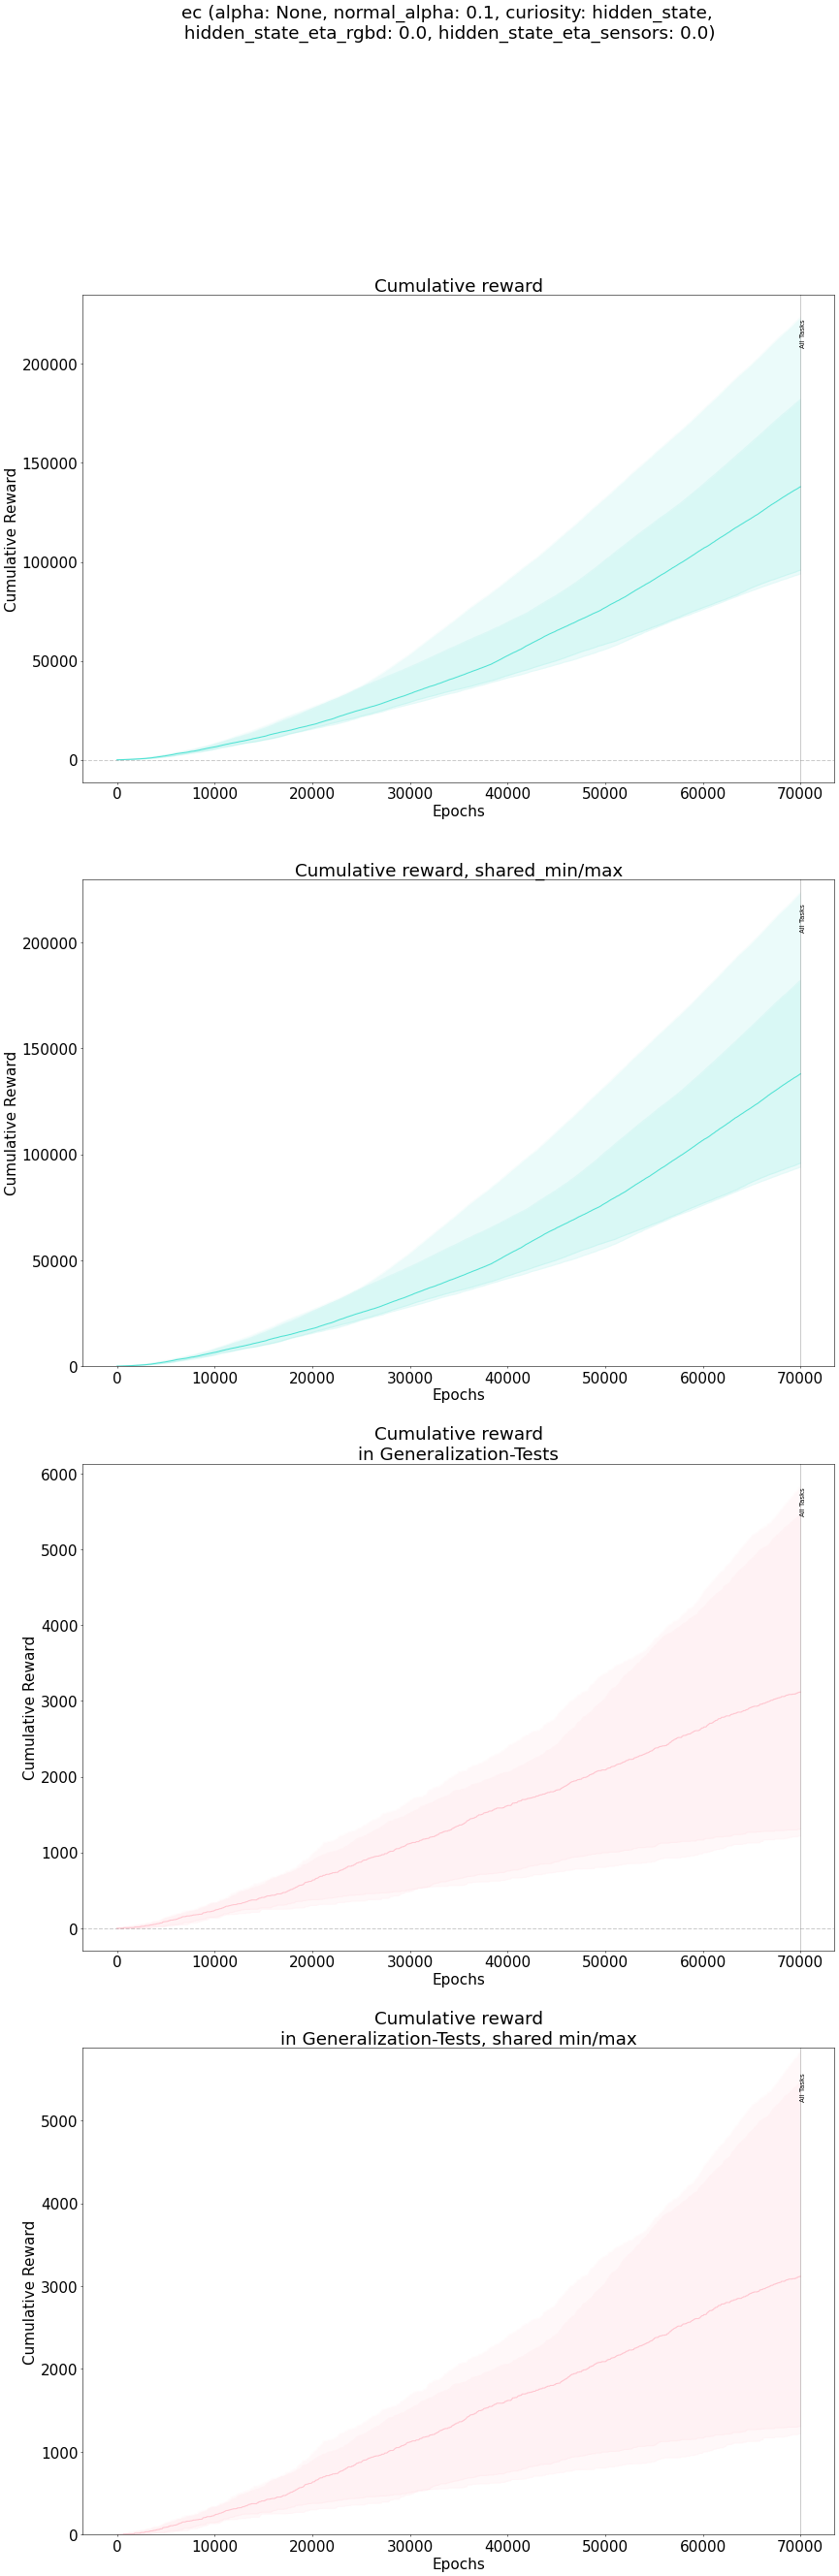 ec (alpha: None, normal_alpha: 0.1, curiosity: hidden_state,
hidden_state_eta_rgbd: 0.0, hidden_state_eta_sensors: 0.0)
Cumulative reward
All Tasks
200000
150000
100000
50000
0
Cumulative Reward
0 10000 20000 30000 40000 50000 60000 70000
Epochs
Cumulative reward, shared_min/max
All Tasks
200000
150000
100000
50000
0
Cumulative Reward
0 10000 20000 30000 40000 50000 60000 70000
Epochs
Cumulative reward
in Generalization-Tests
All Tasks
6000
5000
4000
3000
2000
1000
0
Cumulative Reward
0 10000 20000 30000 40000 50000 60000 70000
Epochs
Cumulative reward
in Generalization-Tests, shared min/max
All Tasks
5000
4000
3000
2000
1000
0
Cumulative Reward
0 10000 20000 30000 40000 50000 60000 70000
Epochs